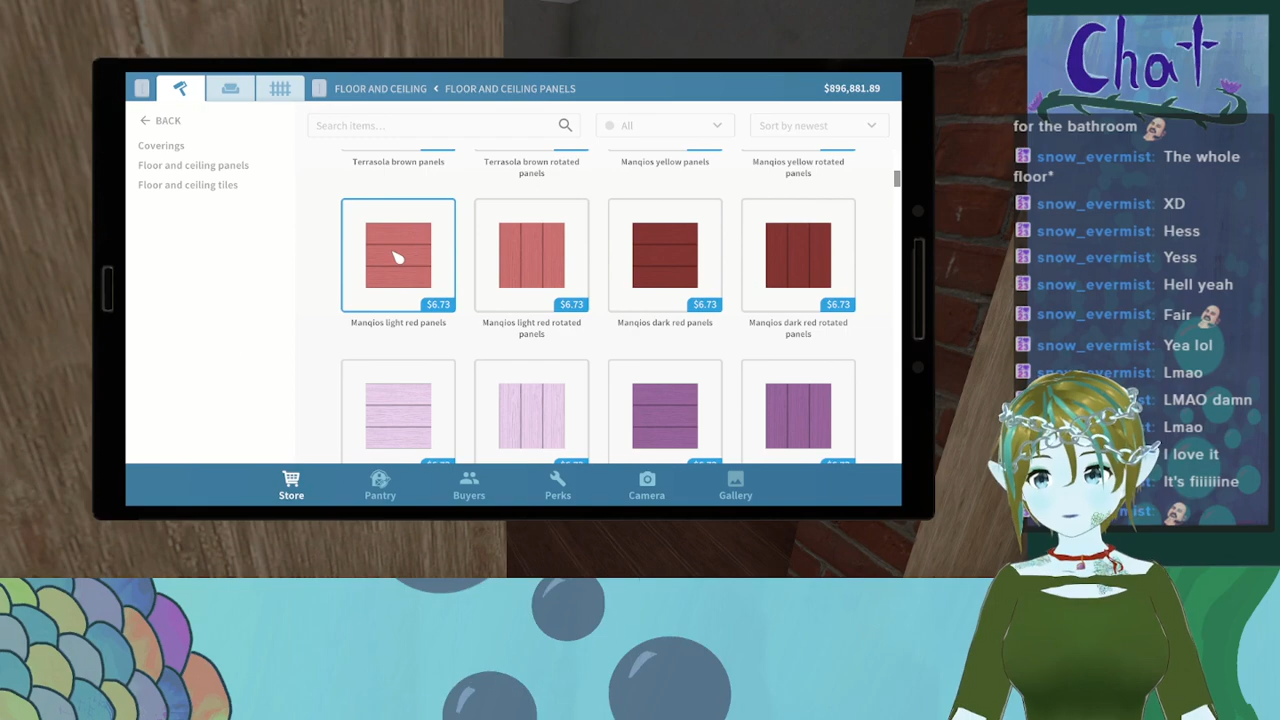 FLOOR AND CEILING < FLOOR AND CEILING PANELS
$896,881.89
BACK
Coverings
Floor and ceiling panels
Floor and ceiling tiles
Search items...
All
Sort by newest
Terrasola brown panels
Terrasola brown rotated
panels
Manqios yellow panels
Manqios yellow rotated
panels
$6.73
$6.73
$6.73
$6.73
Manqios light red panels
Manqios light red rotated
panels
Manqios dark red panels
Manqios dark red rotated
panels
Store
Pantry
Buyers
Perks
Camera
Gallery
Chat
for the bathroom
snow_evermist: The whole
floor*
snow_evermist: XD
snow_evermist: Hess
snow_evermist: Yess
snow_evermist: Hell yeah
snow_evermist: Fair
snow_evermist: Yea lol
snow_evermist: Lmao
LMAO damn
Lmao
I love it
It's fiiiiiine